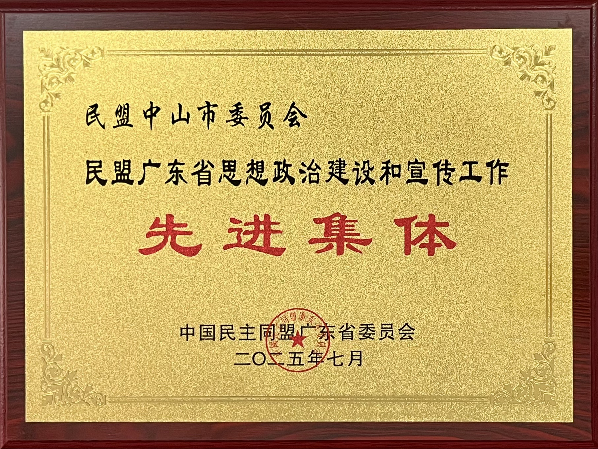 民盟中山市委员会
民盟广东省思想政治建设和宣传工作
先进集体
中国民主同盟广东省委员会
二〇二五年七月